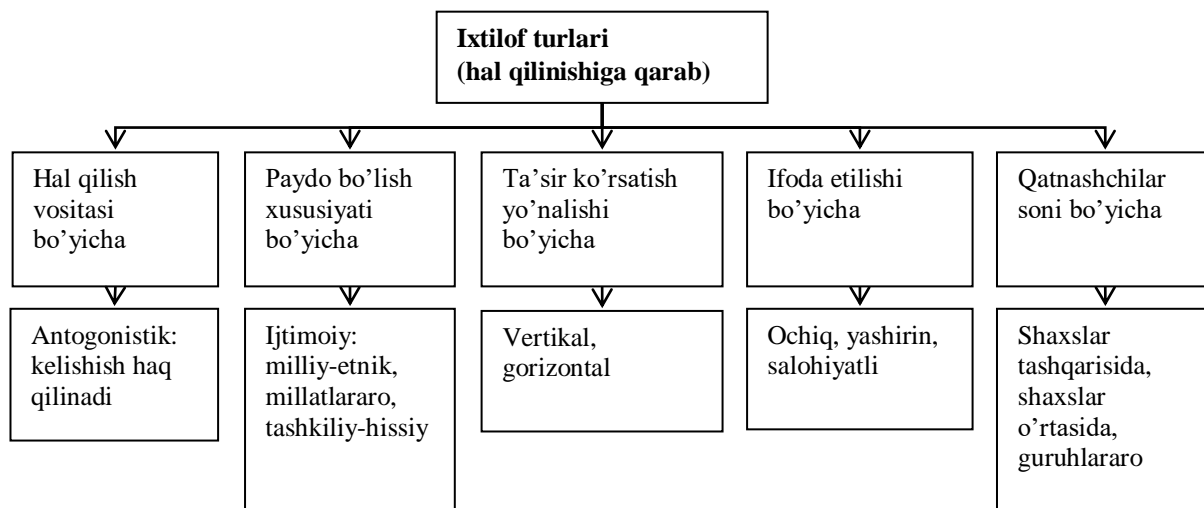 Ixtilof turlari
(hal qilinishiga qarab)
Hal qilish
vositasi
bo’yicha
Paydo bo’lish
xususiyati
bo’yicha
Ta’sir ko’rsatish
yo’nalishi
bo’yicha
Ifoda etilishi
bo’yicha
Qatnashchilar
soni bo’yicha
Antogonistik:
kelishish haq
qilinadi
Ijtimoiy:
milliy-etnik,
millatlararo,
tashkiliy-hissiy
Vertikal,
gorizontal
Ochiq, yashirin,
salohiyatli
Shaxslar
tashqarisida,
shaxslar
o’rtasida,
guruhlararo